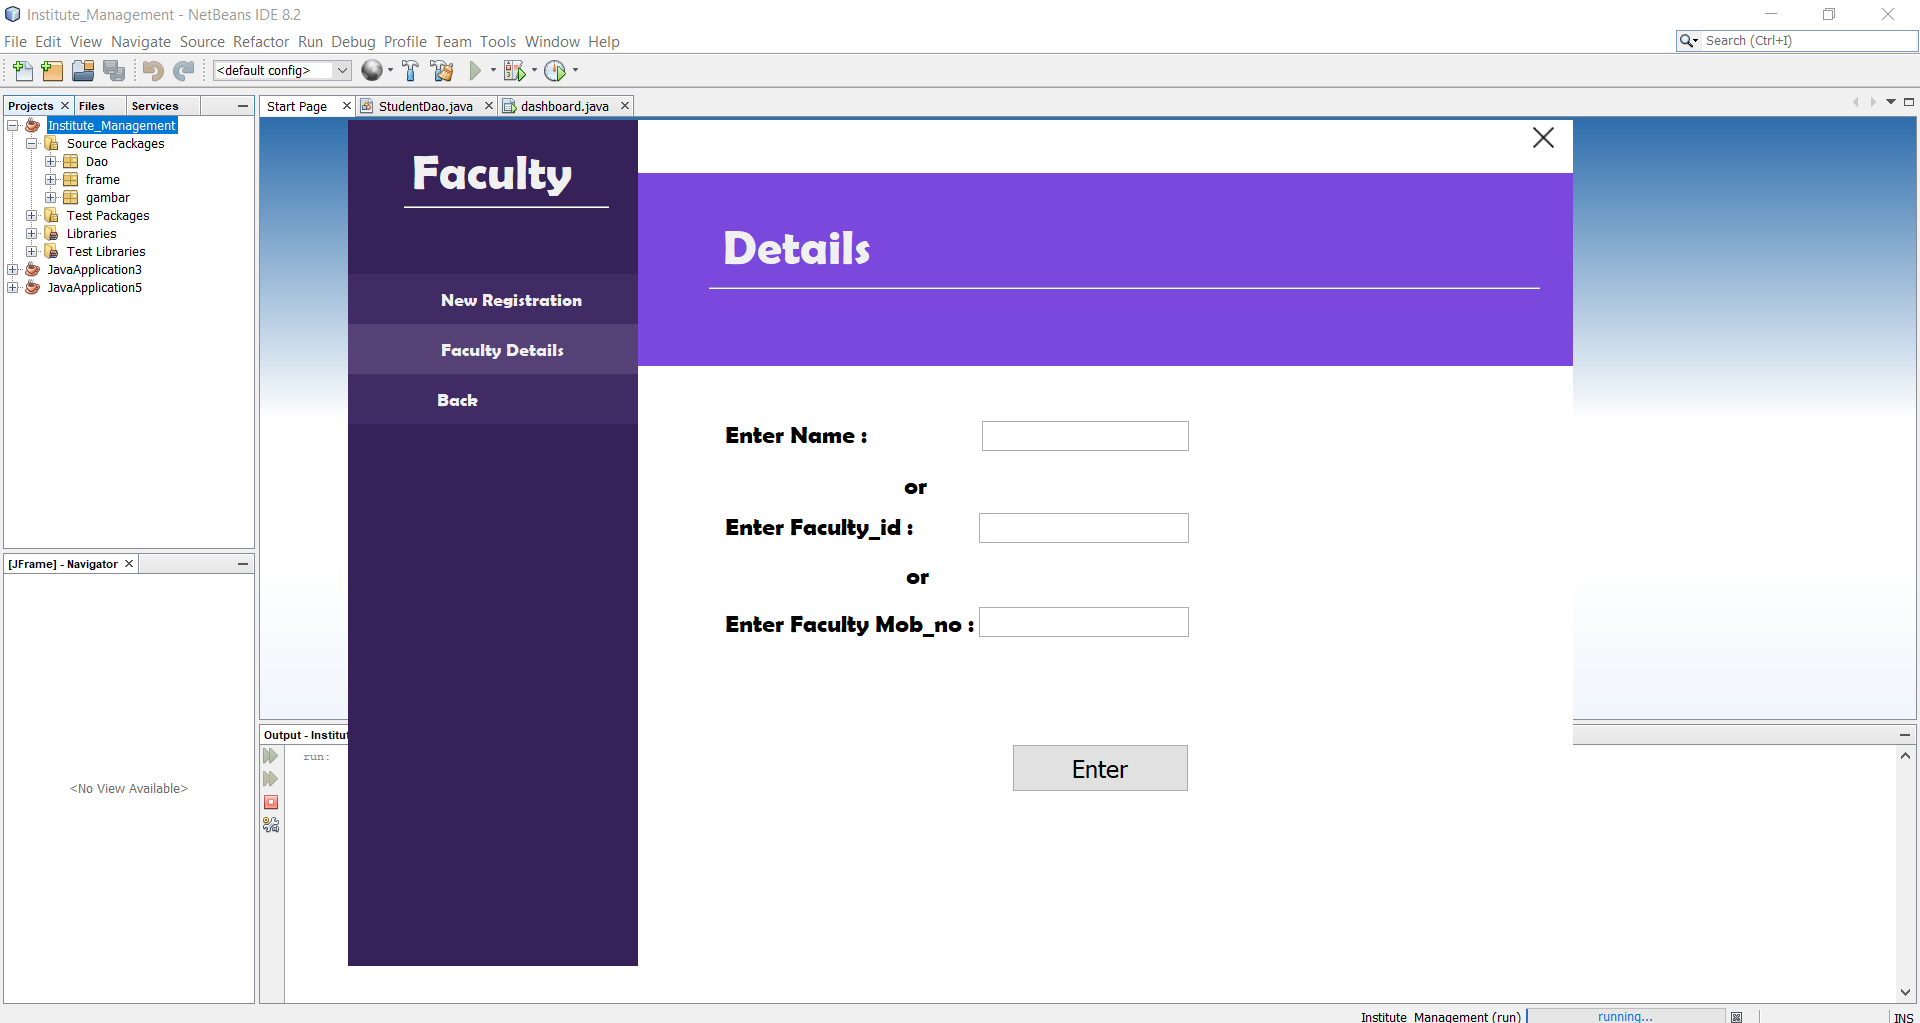 Institute_Management - NetBeans IDE 8.2
File Edit View Navigate Source Refactor Run Debug Profile Team Tools Window Help
Search (Ctrl+I)
<default config>
Projects Files Services
Start Page StudentDao.java dashboard.java
Institute_Management
Source Packages
Dao
frame
gambar
Test Packages
Libraries
Test Libraries
JavaApplication3
JavaApplication5
[JFrame] - Navigator
<No View Available>
Faculty
New Registration
Faculty Details
Back
Details
Enter Name :
or
Enter Faculty_id :
or
Enter Faculty Mob_no :
Enter
Output - Institut
run:
Institute_Management (run) running... INS